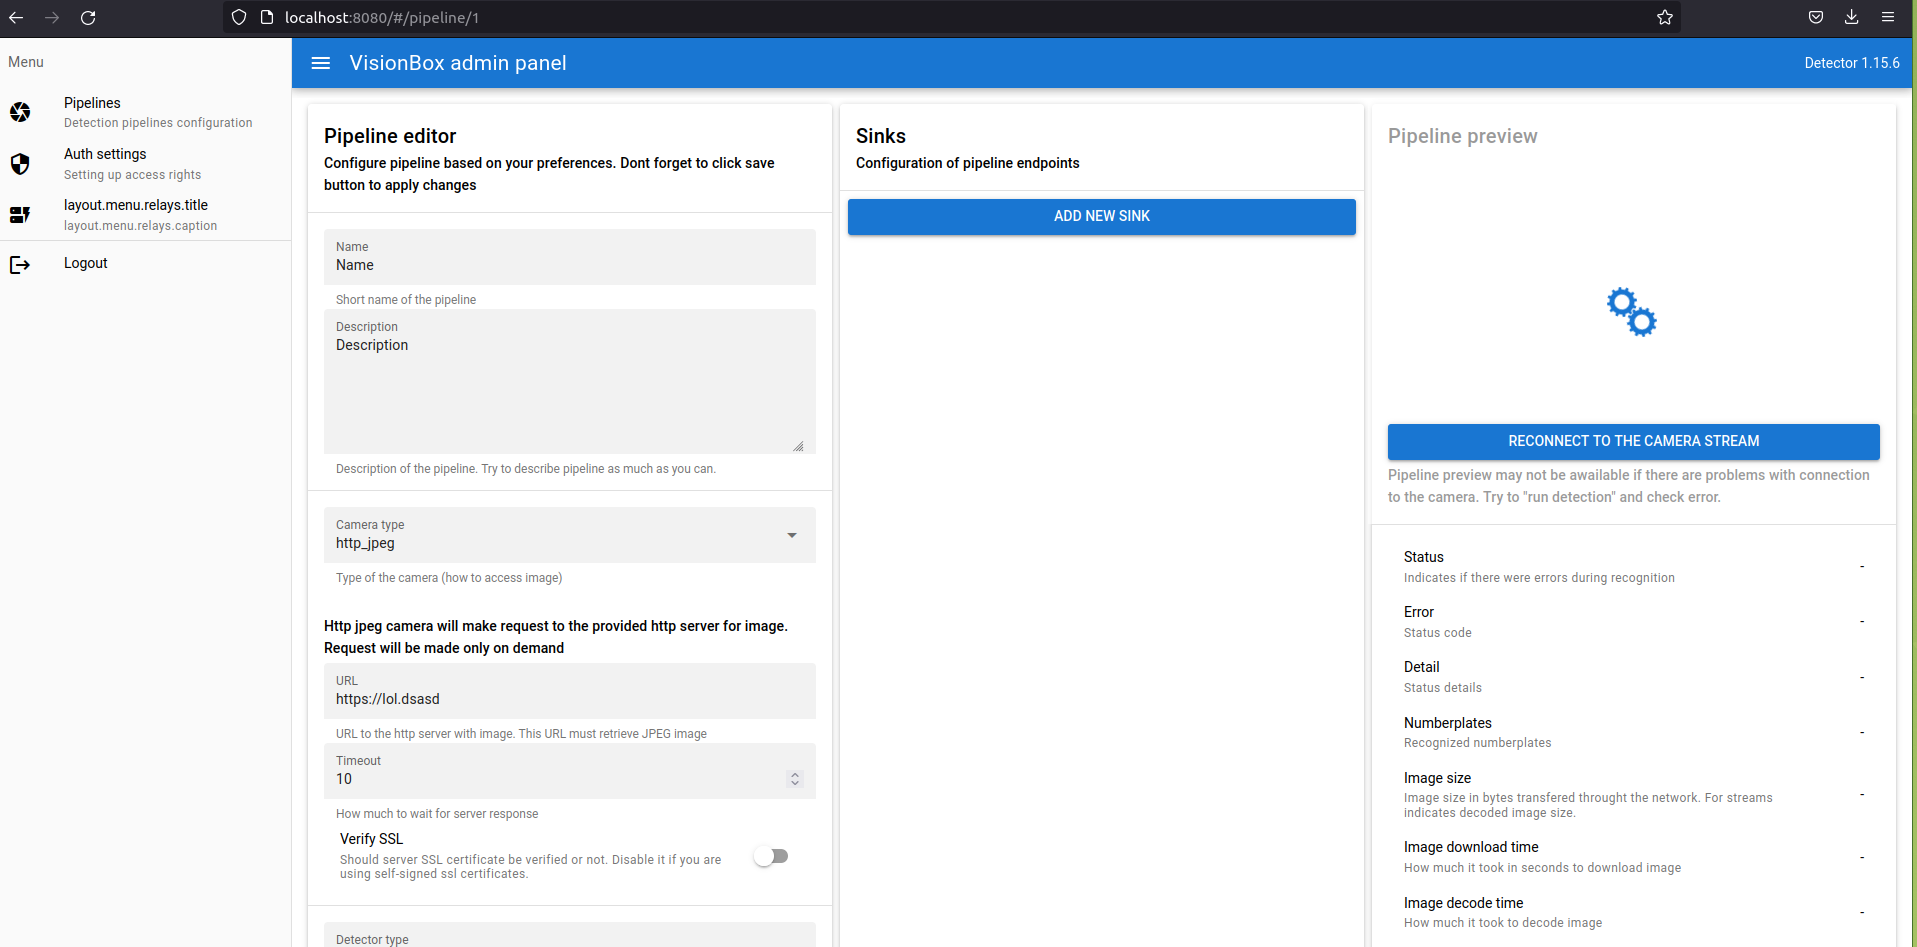 localhost:8080/#/pipeline/1
Menu
VisionBox admin panel
Detector 1.15.6
Pipelines
Detection pipelines configuration
Auth settings
Setting up access rights
layout.menu.relays.title
layout.menu.relays.caption
Logout
Pipeline editor
Configure pipeline based on your preferences. Dont forget to click save
button to apply changes
Name
Name
Short name of the pipeline
Description
Description
Description of the pipeline. Try to describe pipeline as much as you can.
Camera type
http_jpeg
Type of the camera (how to access image)
Http jpeg camera will make request to the provided http server for image.
Request will be made only on demand
URL
https://lol.dsasd
URL to the http server with image. This URL must retrieve JPEG image
Timeout
10
How much to wait for server response
Verify SSL
Should server SSL certificate be verified or not. Disable it if you are
using self-signed ssl certificates.
Detector type
Sinks
Configuration of pipeline endpoints
ADD NEW SINK
Pipeline preview
RECONNECT TO THE CAMERA STREAM
Pipeline preview may not be awailable if there are problems with connection
to the camera. Try to "run detection" and check error.
Status
Indicates if there were errors during recognition
-
Error
Status code
-
Detail
Status details
-
Numberplates
Recognized numberplates
-
Image size
Image size in bytes transfered throught the network. For streams
indicates decoded image size.
-
Image download time
How much it took in seconds to download image
-
Image decode time
How much it took to decode image
-